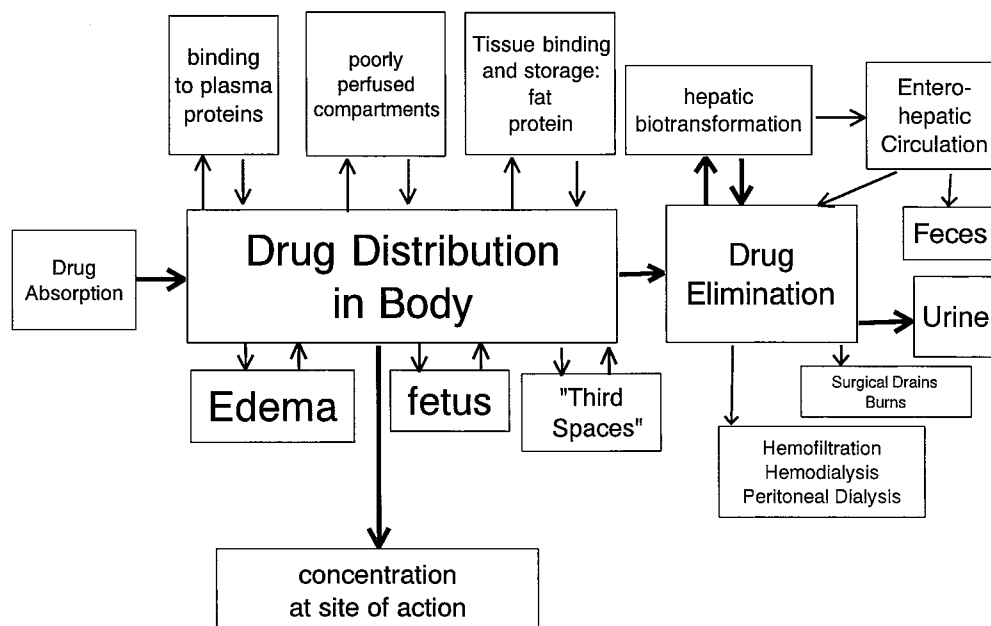 binding
to plasma
proteins
poorly
perfused
compartments
Tissue binding
and storage:
fat
protein
hepatic
biotransformation
Entero-
hepatic
Circulation
Drug
Absorption
Drug Distribution
in Body
Drug
Elimination
Feces
Urine
Edema
fetus
"Third
Spaces"
Surgical Drains
Burns
Hemofiltration
Hemodialysis
Peritoneal Dialysis
concentration
at site of action